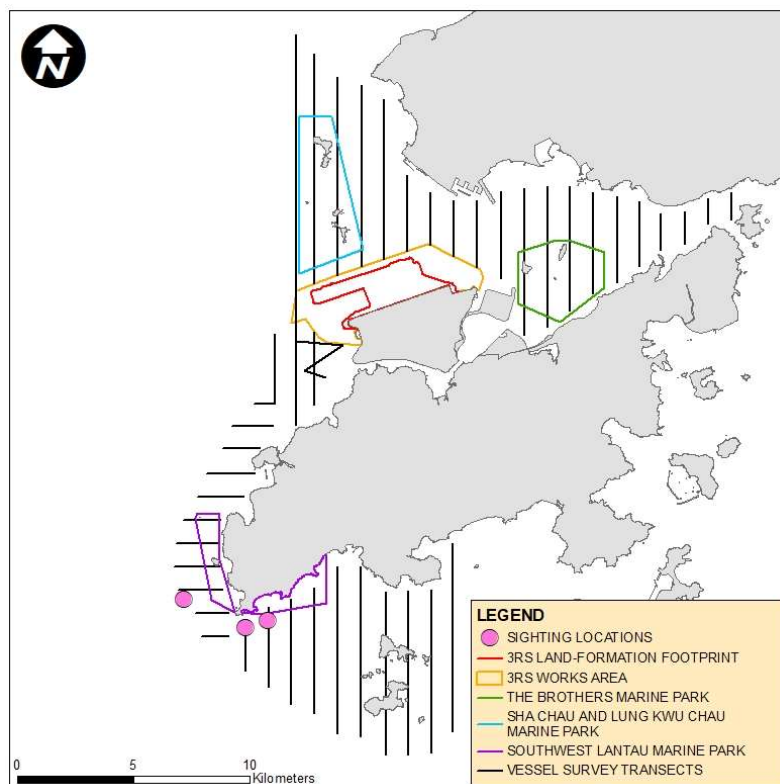 N
LEGEND
SIGHTING LOCATIONS
3RS LAND-FORMATION FOOTPRINT
3RS WORKS AREA
THE BROTHERS MARINE PARK
SHA CHAU AND LUNG KWU CHAU
MARINE PARK
SOUTHWEST LANTAU MARINE PARK
VESSEL SURVEY TRANSECTS
0 5 10
Kilometers